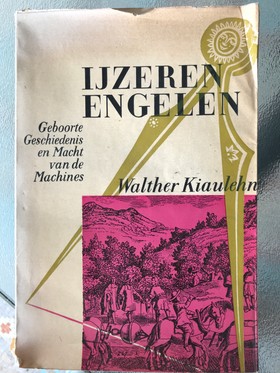 IJZEREN
ENGELEN
Geboorte
Geschiedenis
en Macht
van de
Machines
Walther Kiaulehn